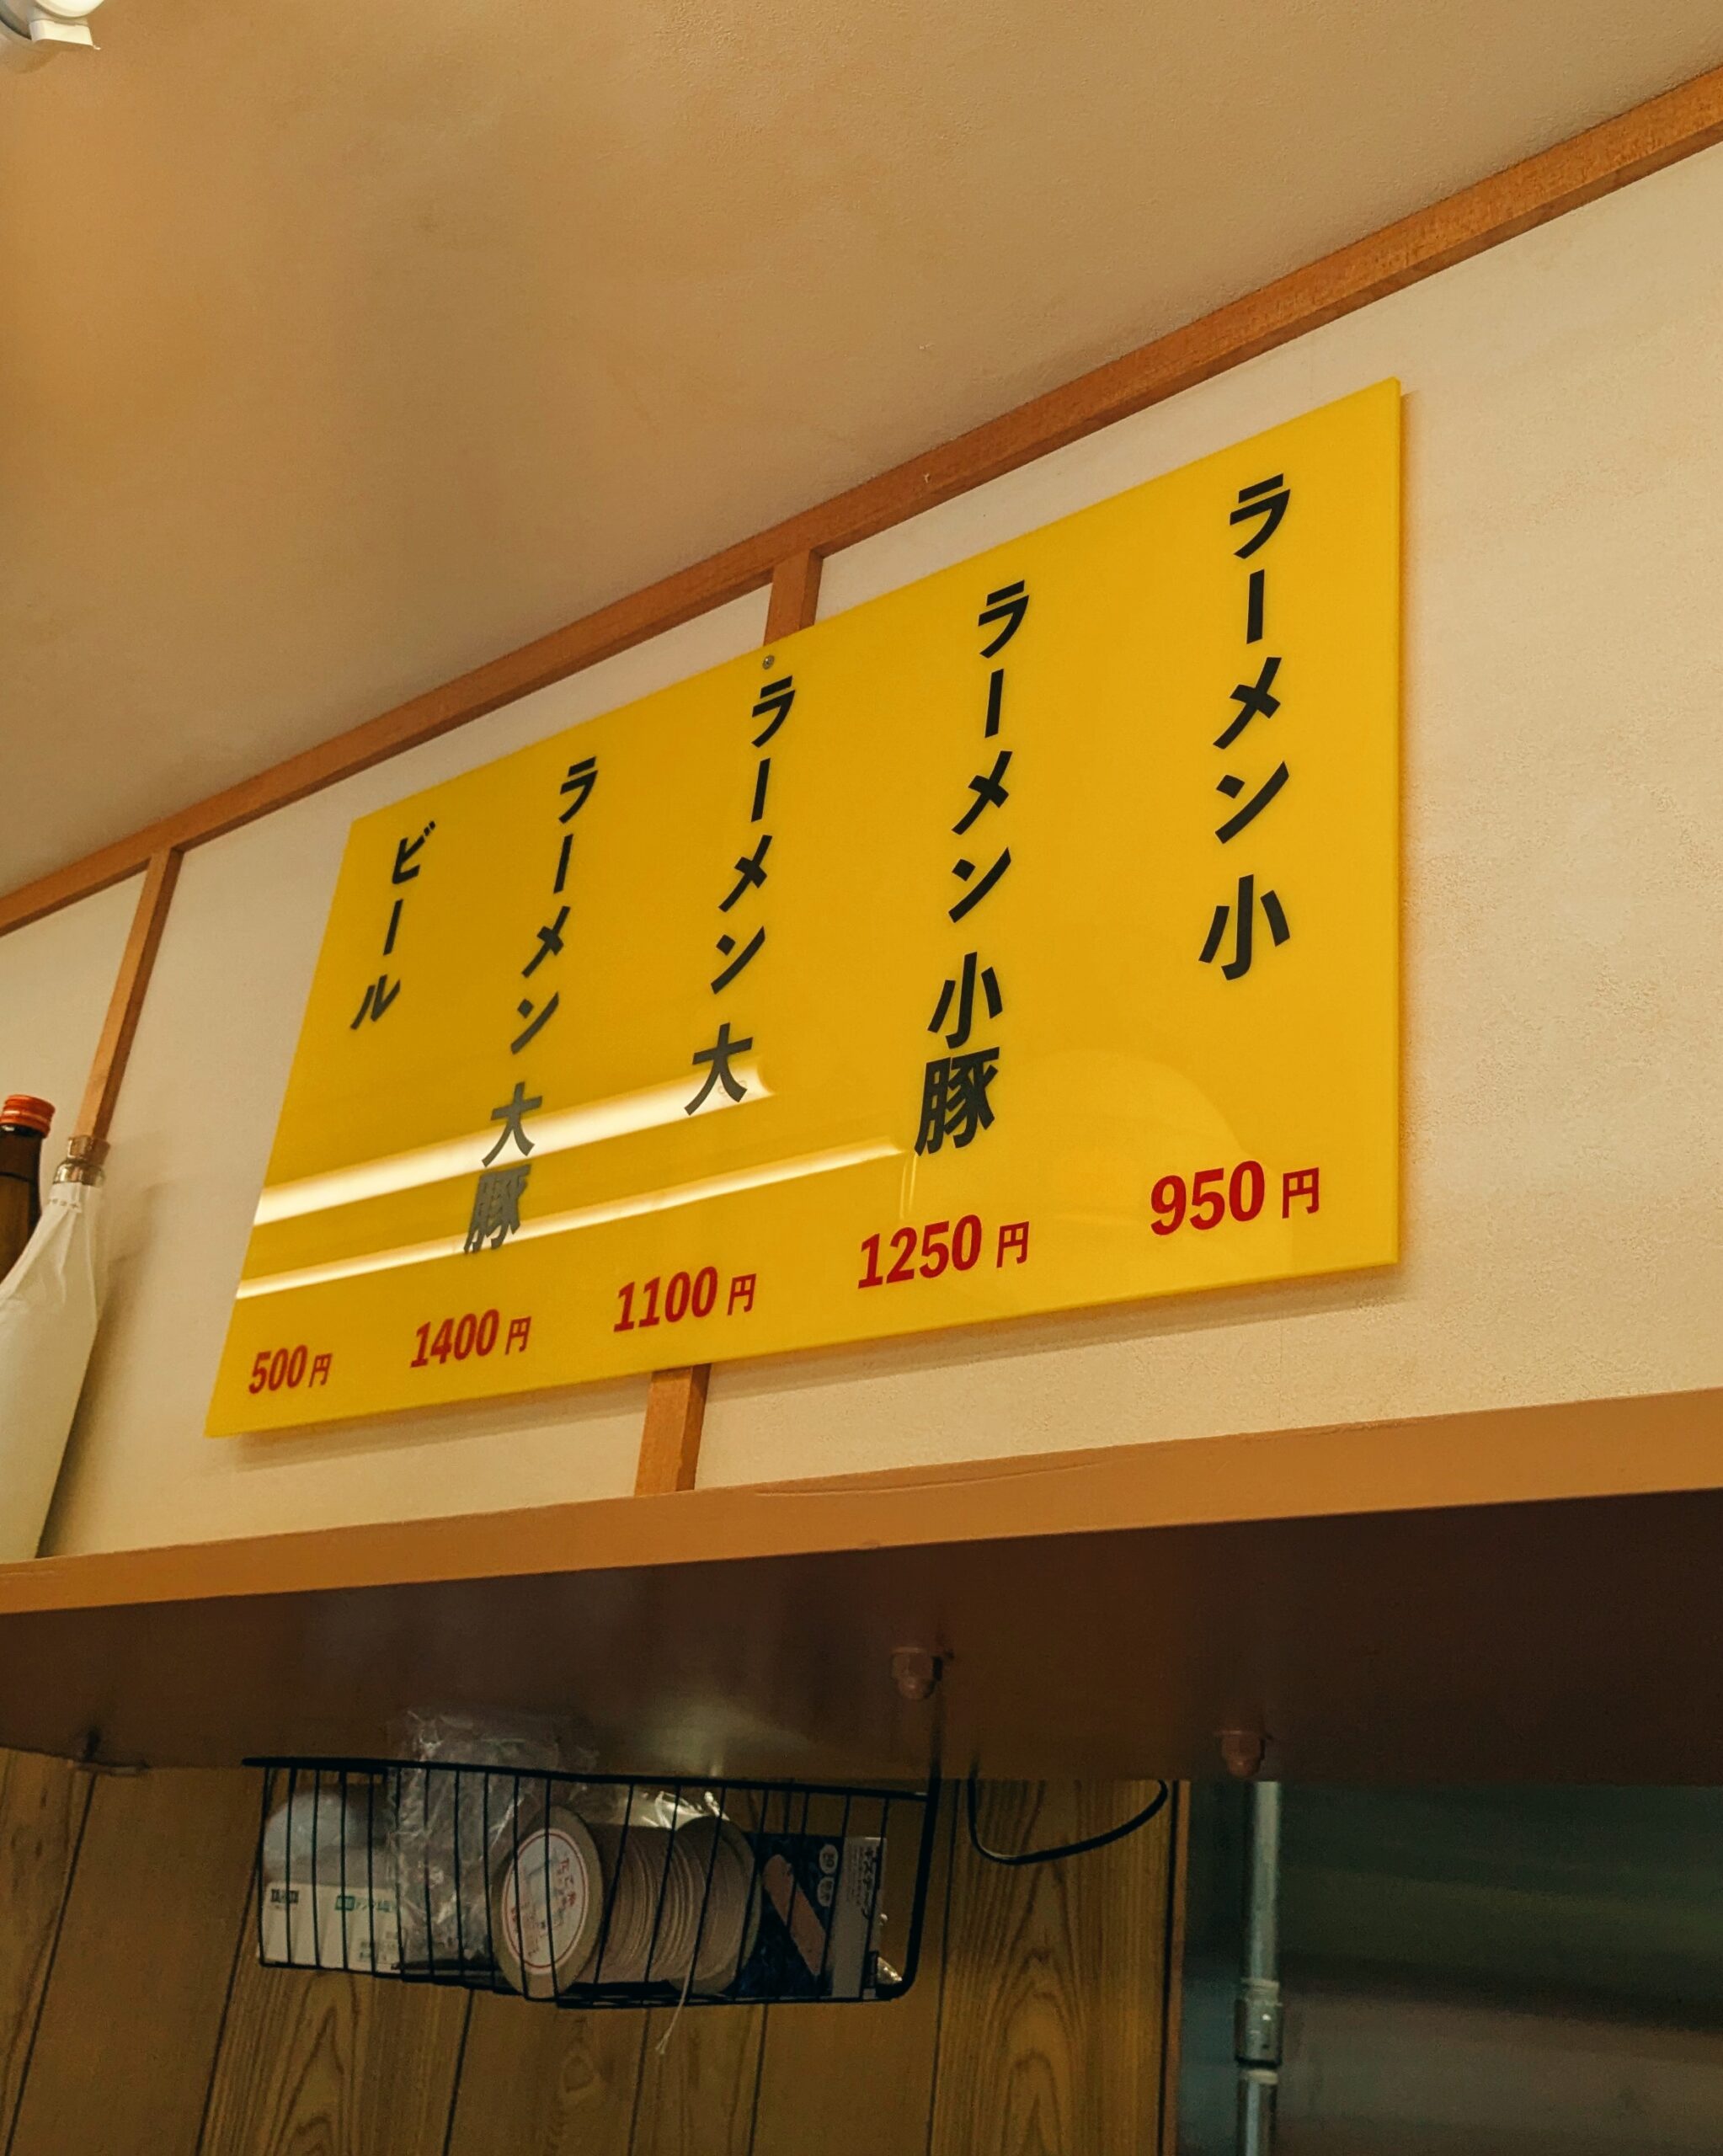 ラーメン 小
950円
ラーメン 小豚
1250円
ラーメン 大
1100円
ラーメン 大豚
1400円
ビール
500円